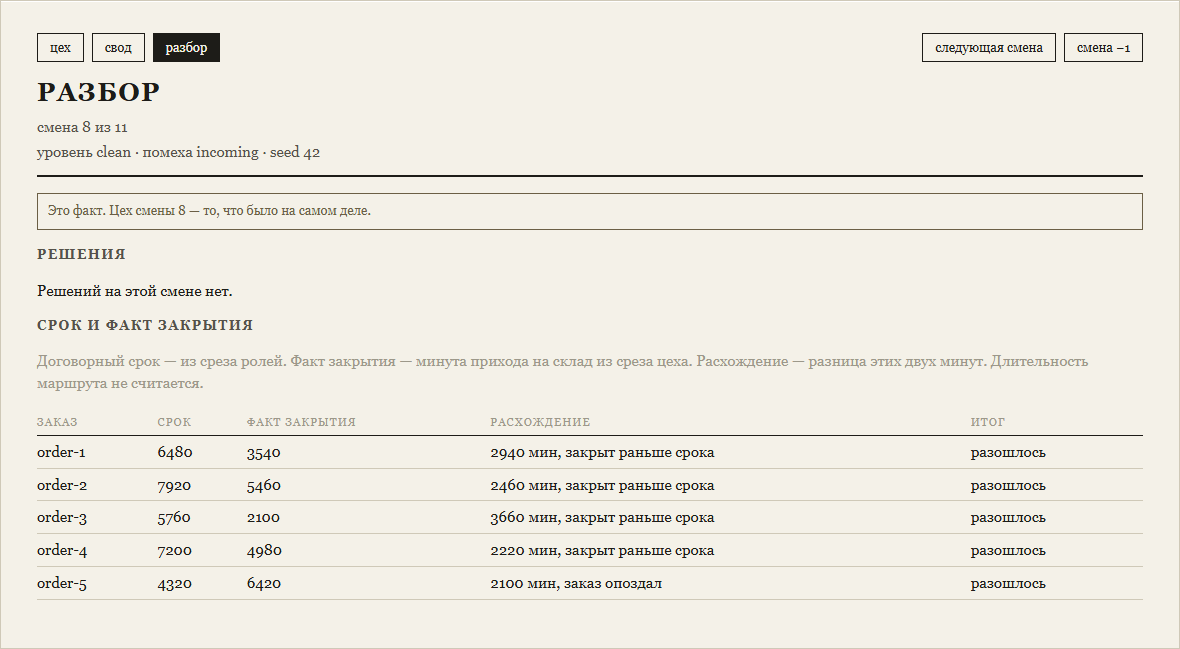 цех свод разбор следующая смена смена −1
РАЗБОР
смена 8 из 11
уровень clean · помеха incoming · seed 42
Это факт. Цех смены 8 — то, что было на самом деле.
РЕШЕНИЯ
Решений на этой смене нет.
СРОК И ФАКТ ЗАКРЫТИЯ
Договорный срок — из среза ролей. Факт закрытия — минута прихода на склад из среза цеха. Расхождение — разница этих двух минут. Длительность
маршрута не считается.
ЗАКАЗ СРОК ФАКТ ЗАКРЫТИЯ РАСХОЖДЕНИЕ ИТОГ
order-1 6480 3540 2940 мин, закрыт раньше срока разошлось
order-2 7920 5460 2460 мин, закрыт раньше срока разошлось
order-3 5760 2100 3660 мин, закрыт раньше срока разошлось
order-4 7200 4980 2220 мин, закрыт раньше срока разошлось
order-5 4320 6420 2100 мин, заказ опоздал разошлось